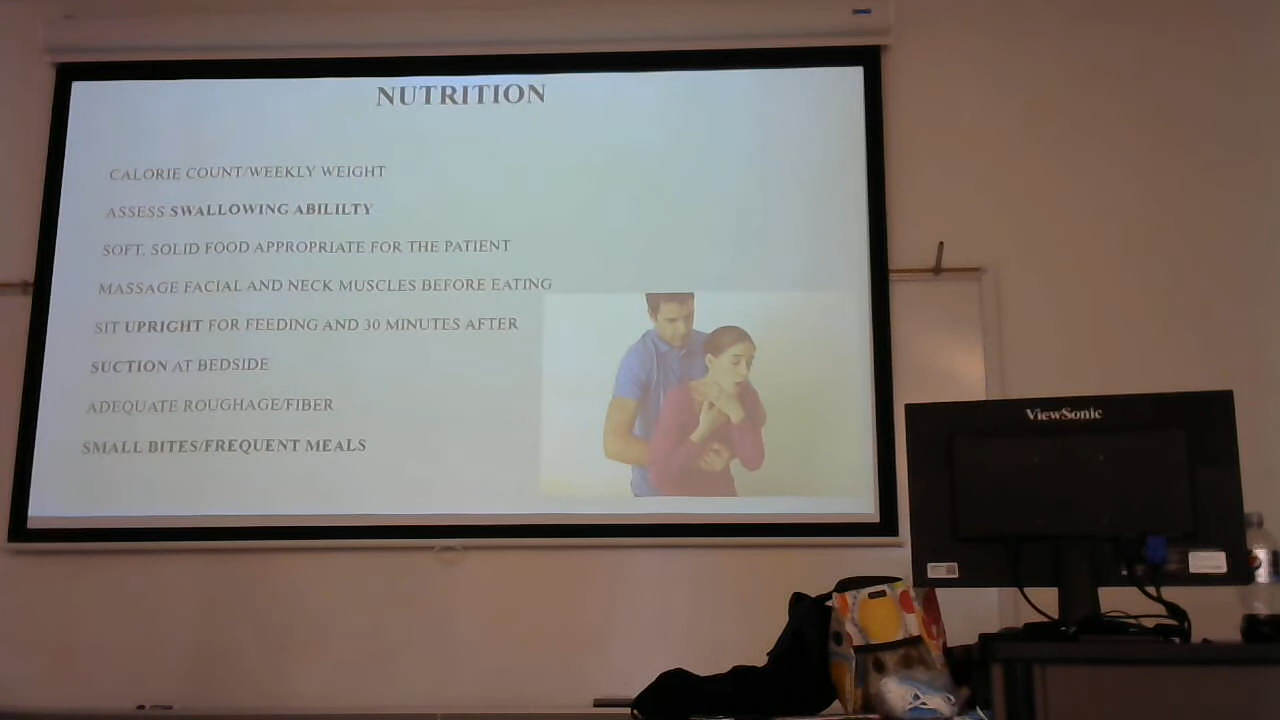 NUTRITION
CALORIE COUNT/WEEKLY WEIGHT
ASSESS SWALLOWING ABILILTY
SOFT, SOLID FOOD APPROPRIATE FOR THE PATIENT
MASSAGE FACIAL AND NECK MUSCLES BEFORE EATING
SIT UPRIGHT FOR FEEDING AND 30 MINUTES AFTER
SUCTION AT BEDSIDE
ADEQUATE ROUGHAGE/FIBER
SMALL BITES/FREQUENT MEALS
ViewSonic